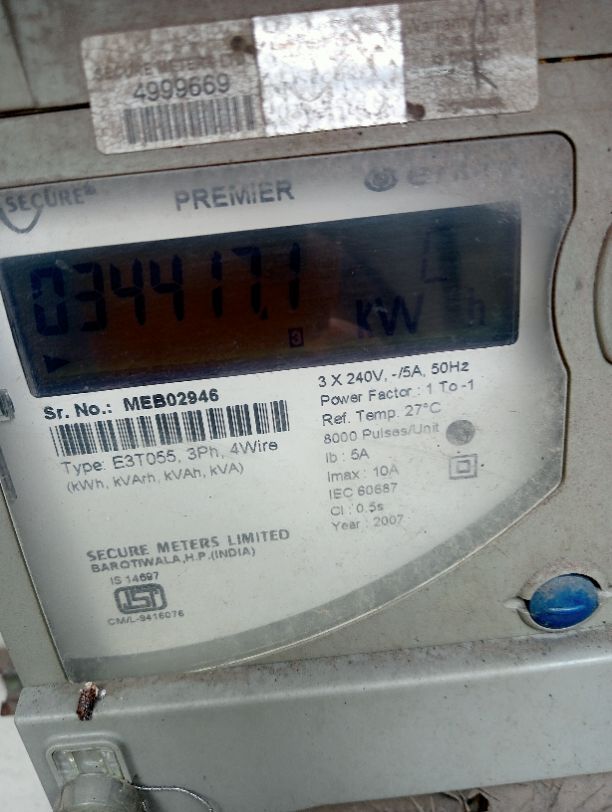 SECURE METERS
4999669
SECURE®
PREMIER
034417.1
kW h
3
Sr. No.: MEB02946
Type: E3T055, 3Ph, 4Wire
(kWh, kVArh, kVAh, kVA)
3 X 240V, -/5A, 50Hz
Power Factor : 1 To -1
Ref. Temp. 27°C
8000 Pulses/Unit
Ib : 5A
Imax : 10A
IEC 60687
Cl : 0.5s
Year : 2007
SECURE METERS LIMITED
BAROTIWALA,H.P.(INDIA)
IS 14697
CM/L-9416076